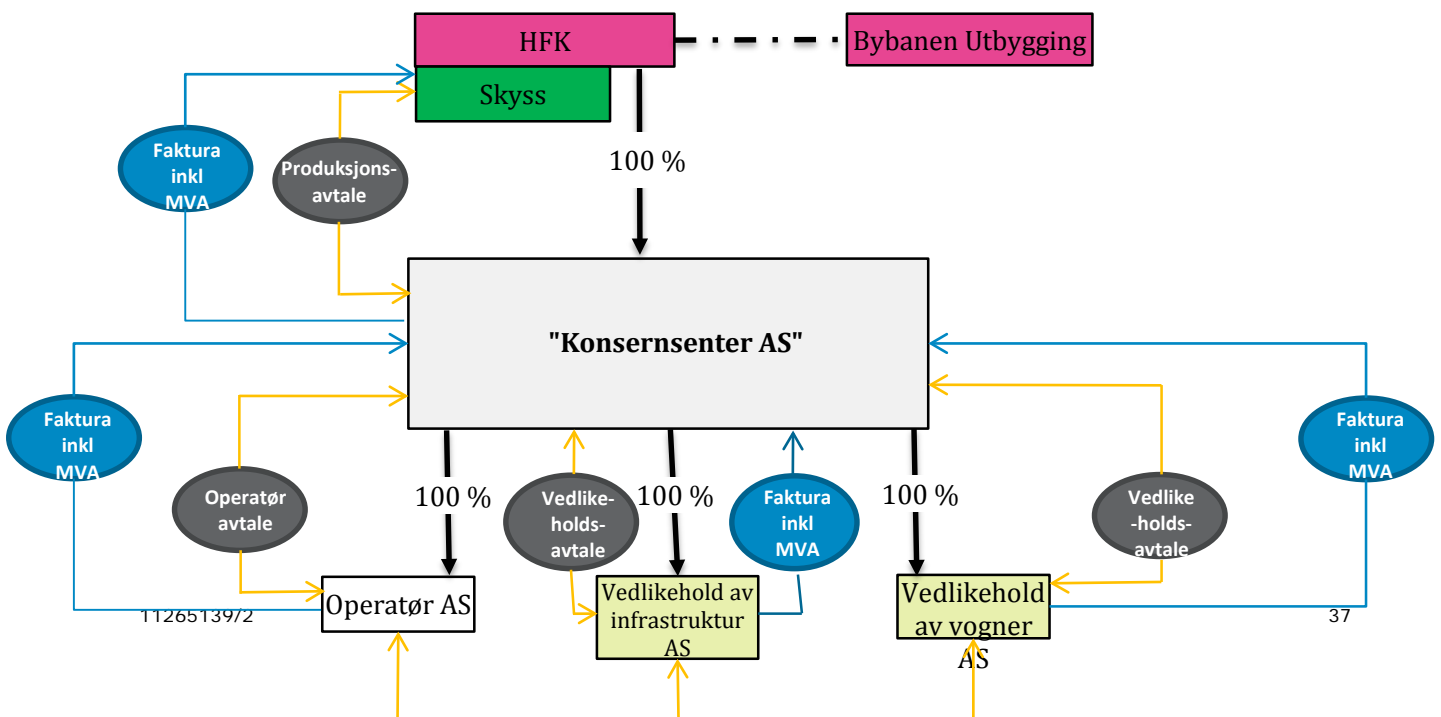 HFK
Bybanen Utbygging
Skyss
Faktura
inkl
MVA
Produksjons-
avtale
100 %
"Konsernsenter AS"
Faktura
inkl
MVA
Operatør
avtale
100 %
Vedlike-
holds-
avtale
100 %
Faktura
inkl
MVA
100 %
Vedlike
-holds-
avtale
Faktura
inkl
MVA
11265139/2
Operatør AS
Vedlikehold av
infrastruktur
AS
Vedlikehold
av vogner
AS
37